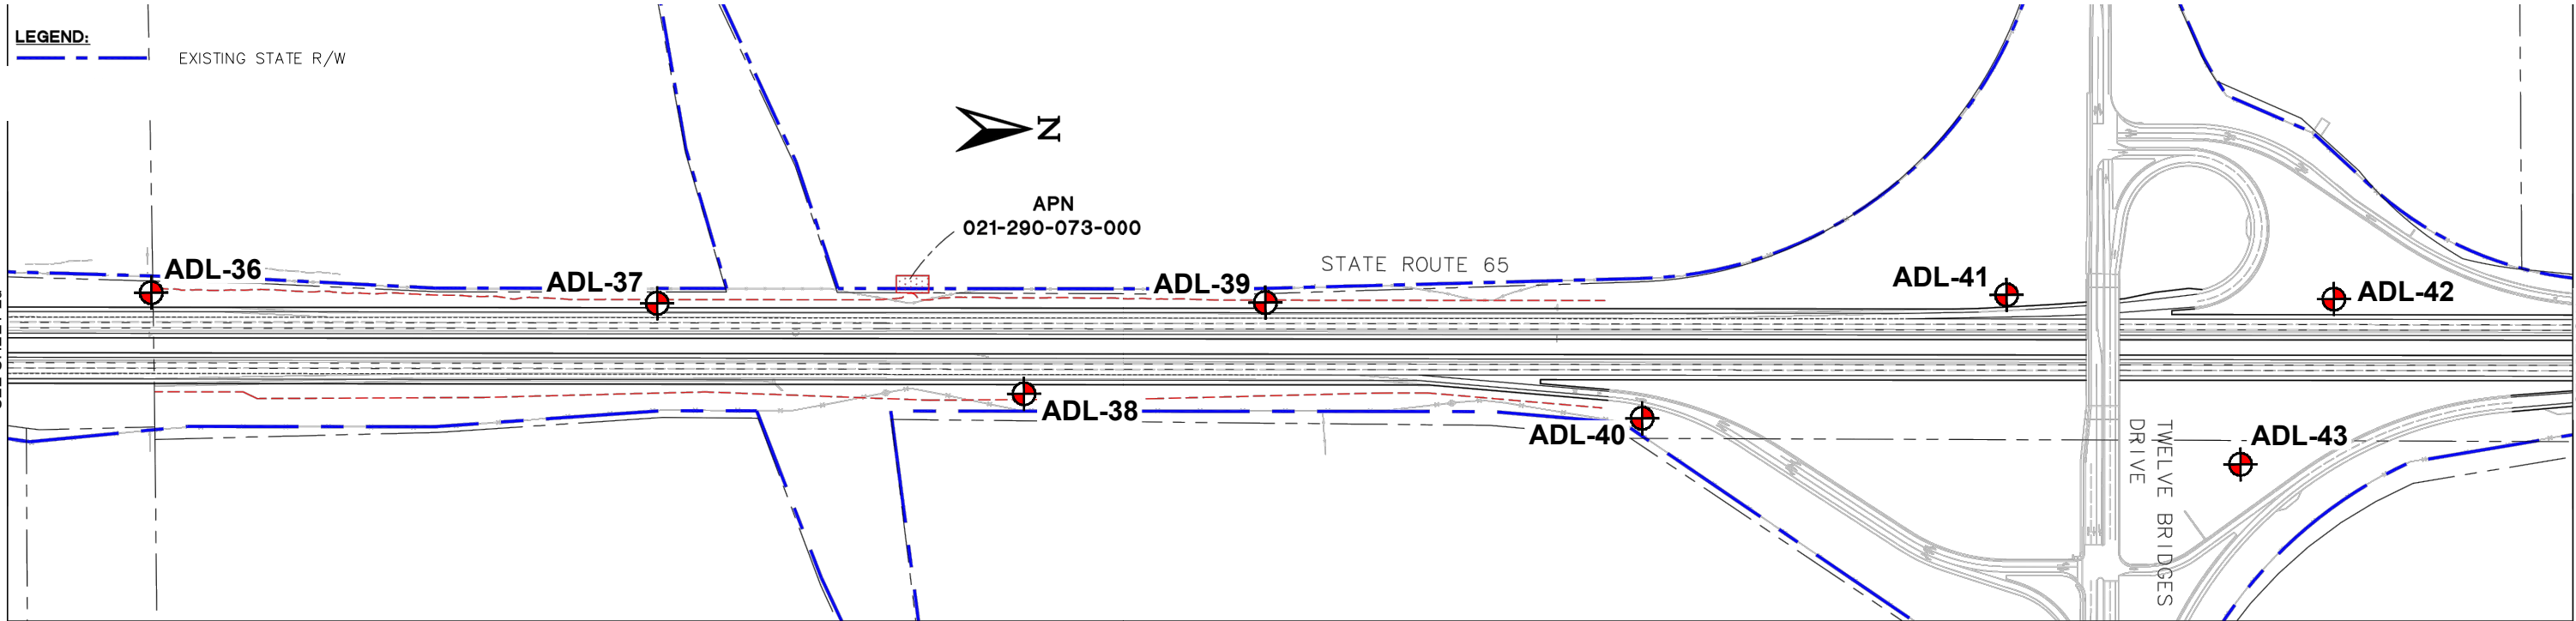 LEGEND:
EXISTING STATE R/W
N
APN
021-290-073-000
STATE ROUTE 65
ADL-36
ADL-37
ADL-39
ADL-41
ADL-42
ADL-38
ADL-40
ADL-43
TWELVE BRIDGES
DRIVE